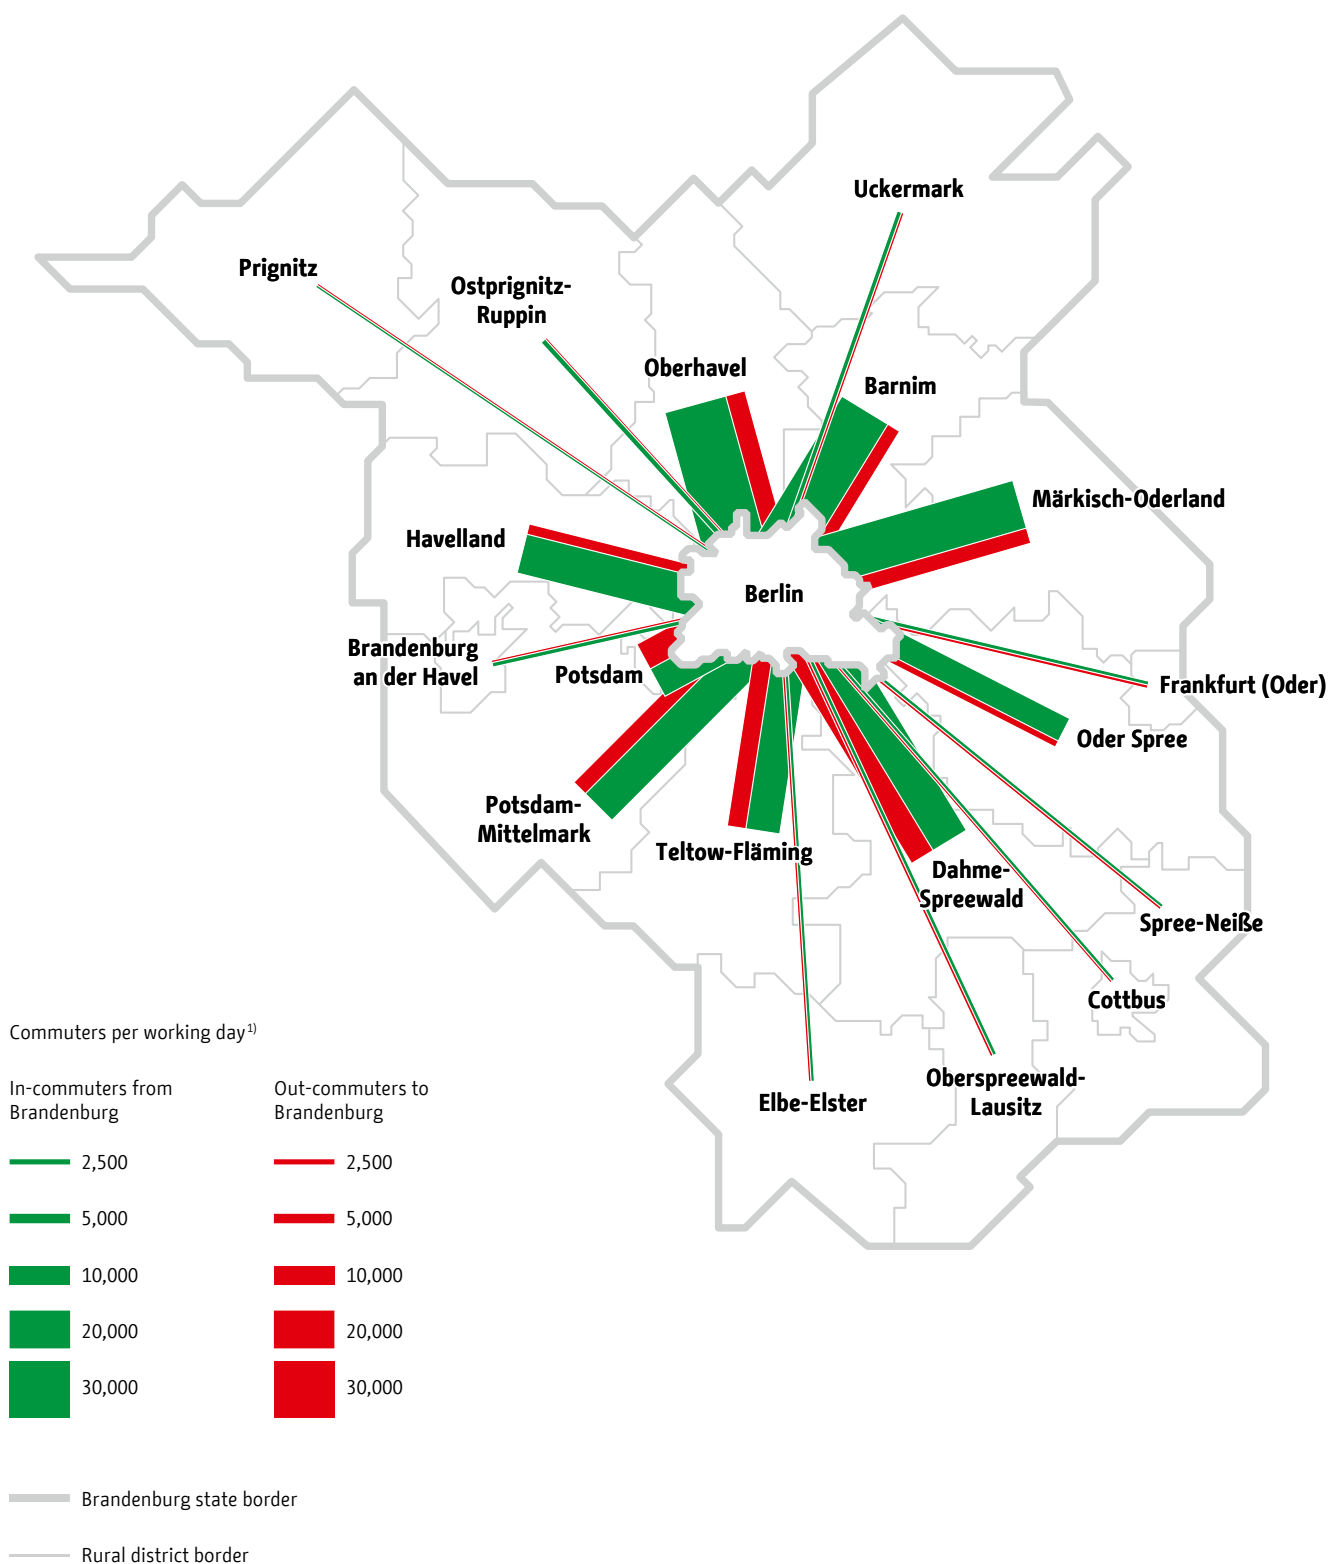 Uckermark
Prignitz
Ostprignitz-
Ruppin
Oberhavel
Barnim
Märkisch-Oderland
Havelland
Berlin
Brandenburg
an der Havel
Potsdam
Frankfurt (Oder)
Oder Spree
Potsdam-
Mittelmark
Teltow-Fläming
Dahme-
Spreewald
Spree-Neiße
Cottbus
Oberspreewald-
Lausitz
Elbe-Elster
Commuters per working day 1)
In-commuters from
Brandenburg
2,500
5,000
10,000
20,000
30,000
Out-commuters to
Brandenburg
2,500
5,000
10,000
20,000
30,000
Brandenburg state border
Rural district border